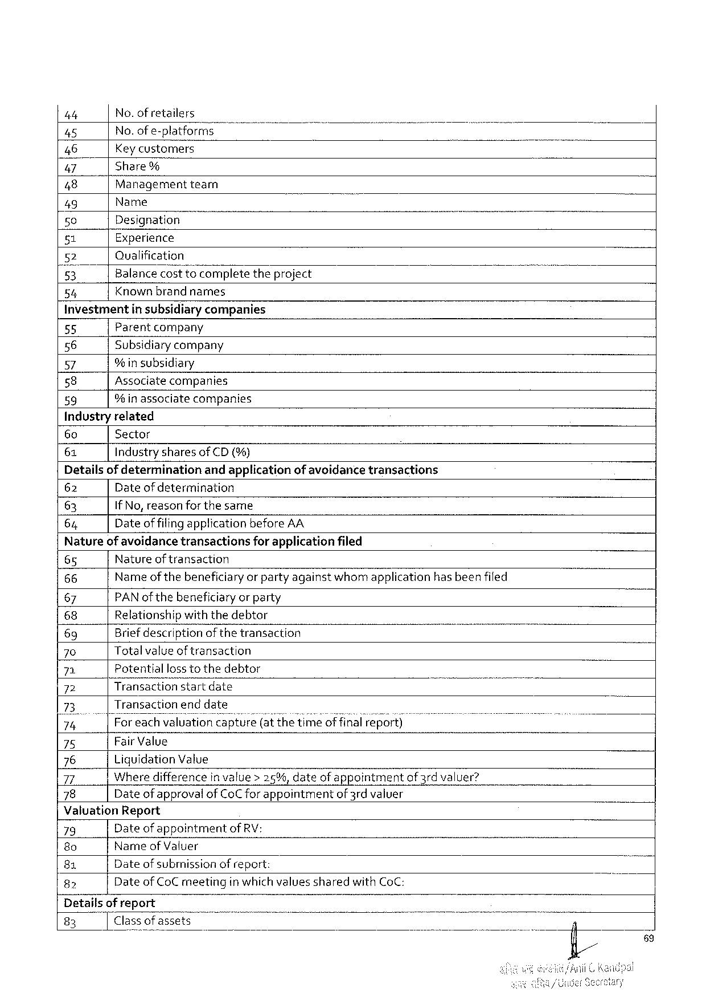 44 No. of retailers
45 No. of e-platforms
46 Key customers
47 Share %
48 Management team
49 Name
50 Designation
51 Experience
52 Qualification
53 Balance cost to complete the project
54 Known brand names
Investment in subsidiary companies
55 Parent company
56 Subsidiary company
57 % in subsidiary
58 Associate companies
59 % in associate companies
Industry related
60 Sector
61 Industry shares of CD (%)
Details of determination and application of avoidance transactions
62 Date of determination
63 If No, reason for the same
64 Date of filing application before AA
Nature of avoidance transactions for application filed
65 Nature of transaction
66 Name of the beneficiary or party against whom application has been filed
67 PAN of the beneficiary or party
68 Relationship with the debtor
69 Brief description of the transaction
70 Total value of transaction
71 Potential loss to the debtor
72 Transaction start date
73 Transaction end date
74 For each valuation capture (at the time of final report)
75 Fair Value
76 Liquidation Value
77 Where difference in value > 25%, date of appointment of 3rd valuer?
78 Date of approval of CoC for appointment of 3rd valuer
Valuation Report
79 Date of appointment of RV:
80 Name of Valuer
81 Date of submission of report:
82 Date of CoC meeting in which values shared with CoC:
Details of report
83 Class of assets
69
/Anil C Kandpal
/Under Secretary